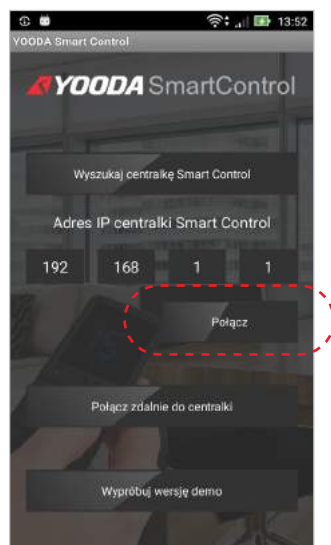 13:52
YOODA Smart Control
YOODA SmartControl
Wyszukaj centralkę Smart Control
Adres IP centralki Smart Control
192 168 1 1
Połącz
Połącz zdalnie do centralki
Wypróbuj wersję demo